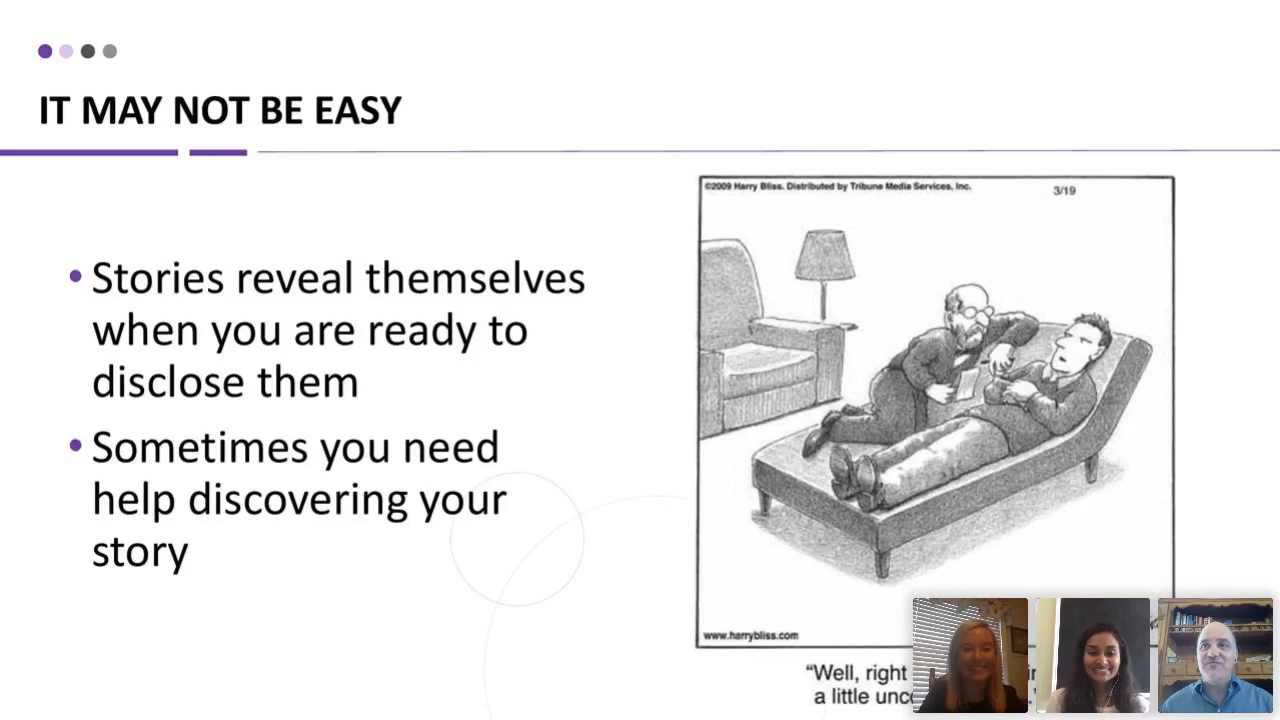 IT MAY NOT BE EASY
• Stories reveal themselves
when you are ready to
disclose them
• Sometimes you need
help discovering your
story
©2009 Harry Bliss. Distributed by Tribune Media Services, Inc. 3/19
www.harrybliss.com
“Well, right
a little